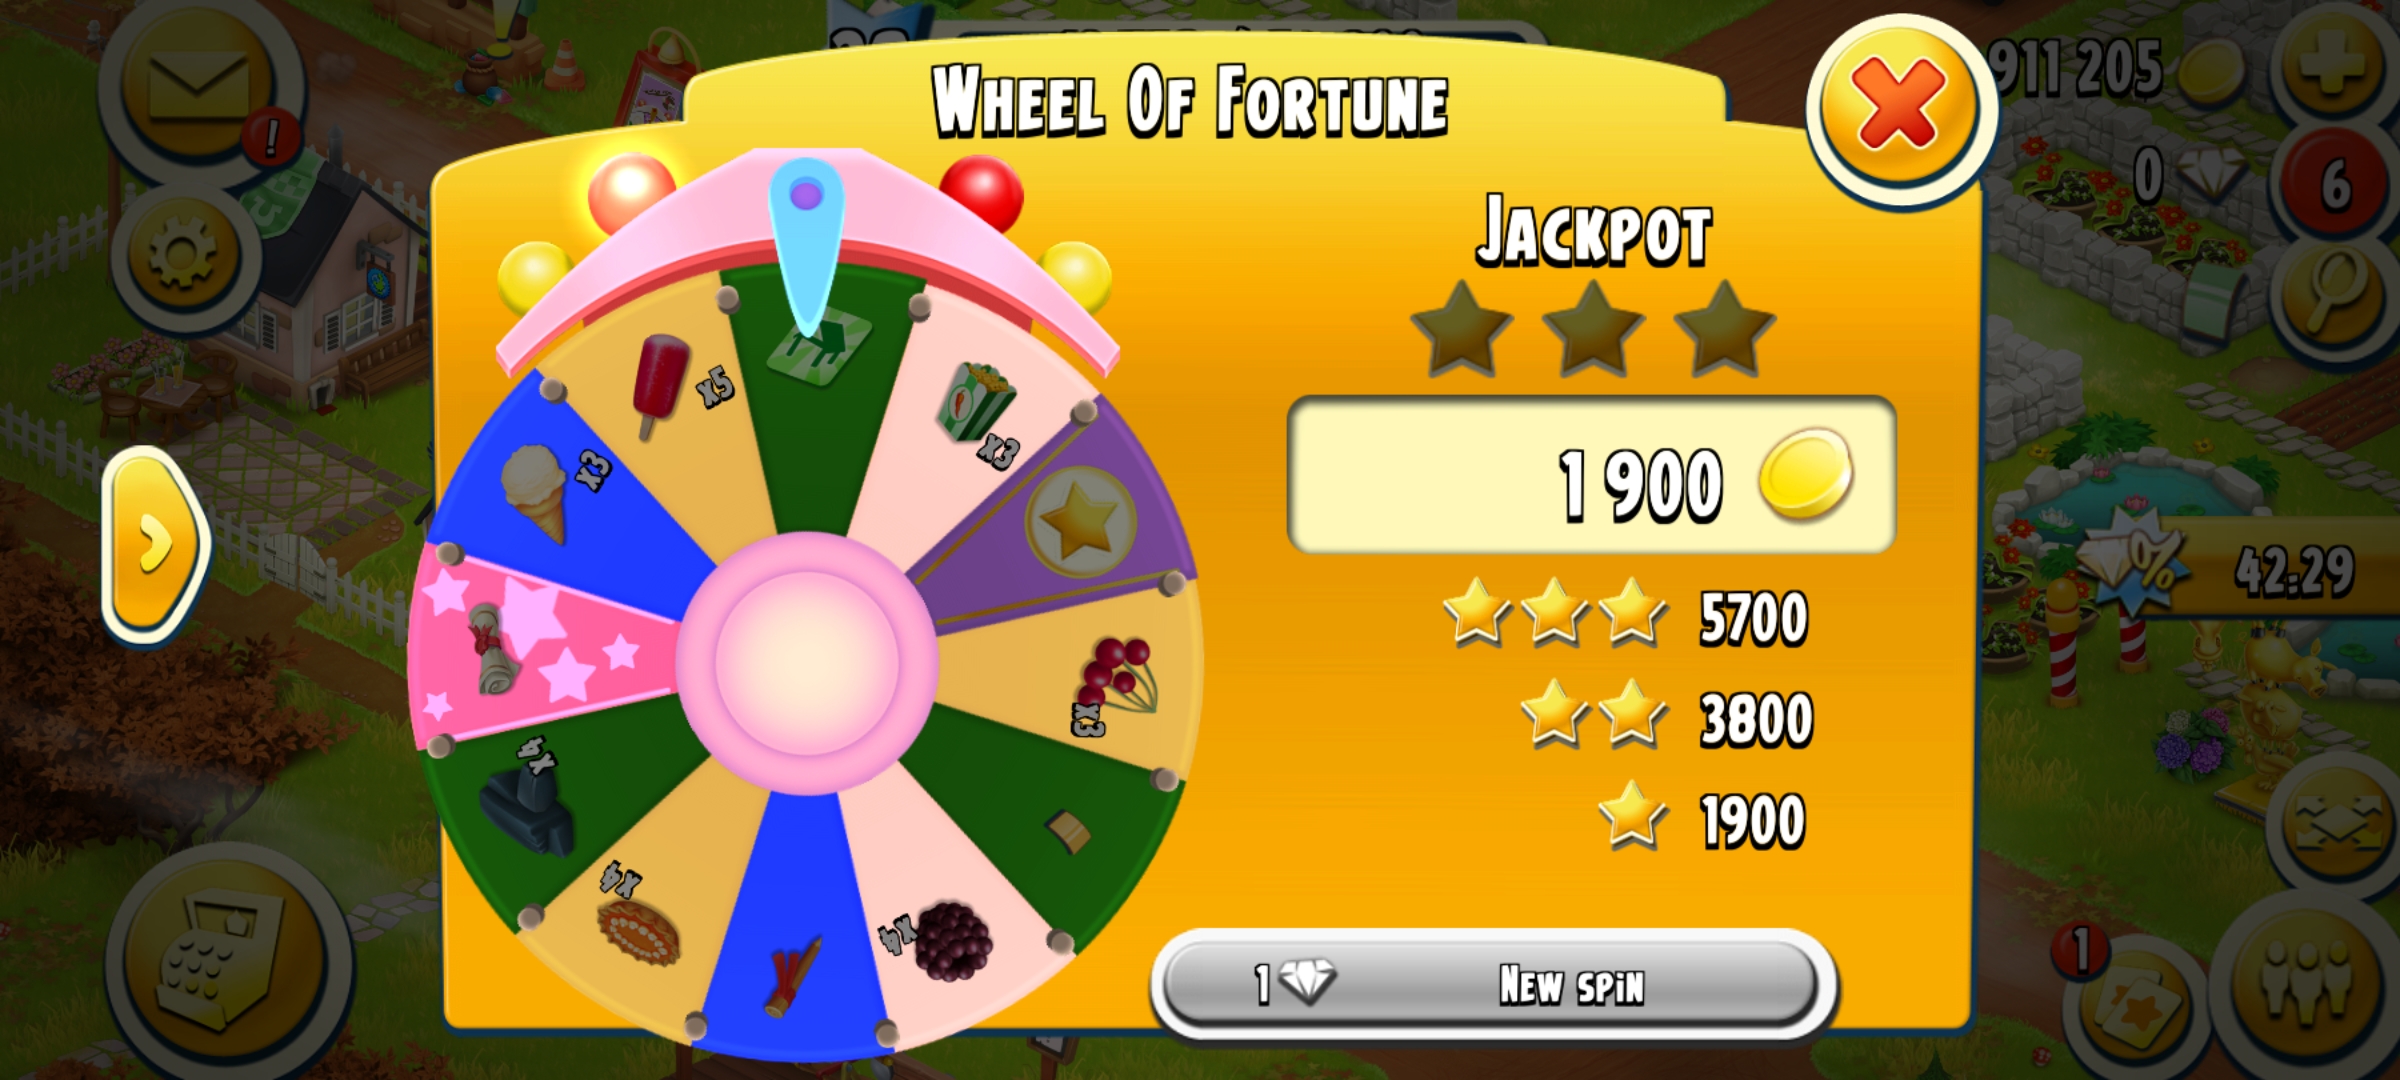 WHEEL OF FORTUNE
911 205
0
6
JACKPOT
x5
x3
x3
1 900
x3
5700
42:29
0%
3800
x4
1900
x4
x4
1
1 NEW SPIN